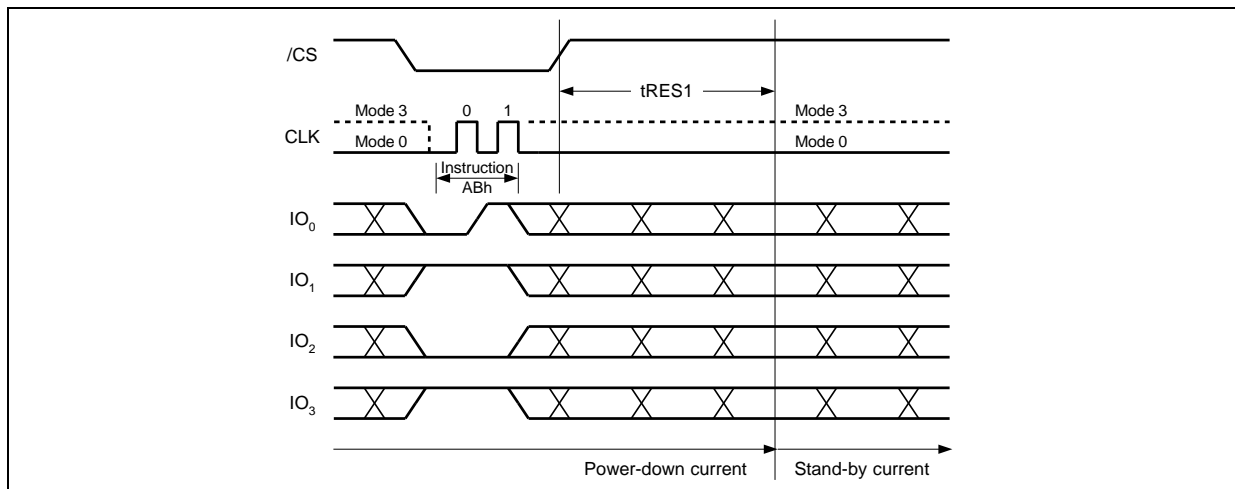 /CS
tRES1
Mode 3 0 1 Mode 3
CLK
Mode 0 Mode 0
Instruction
ABh
IO0
IO1
IO2
IO3
Power-down current Stand-by current